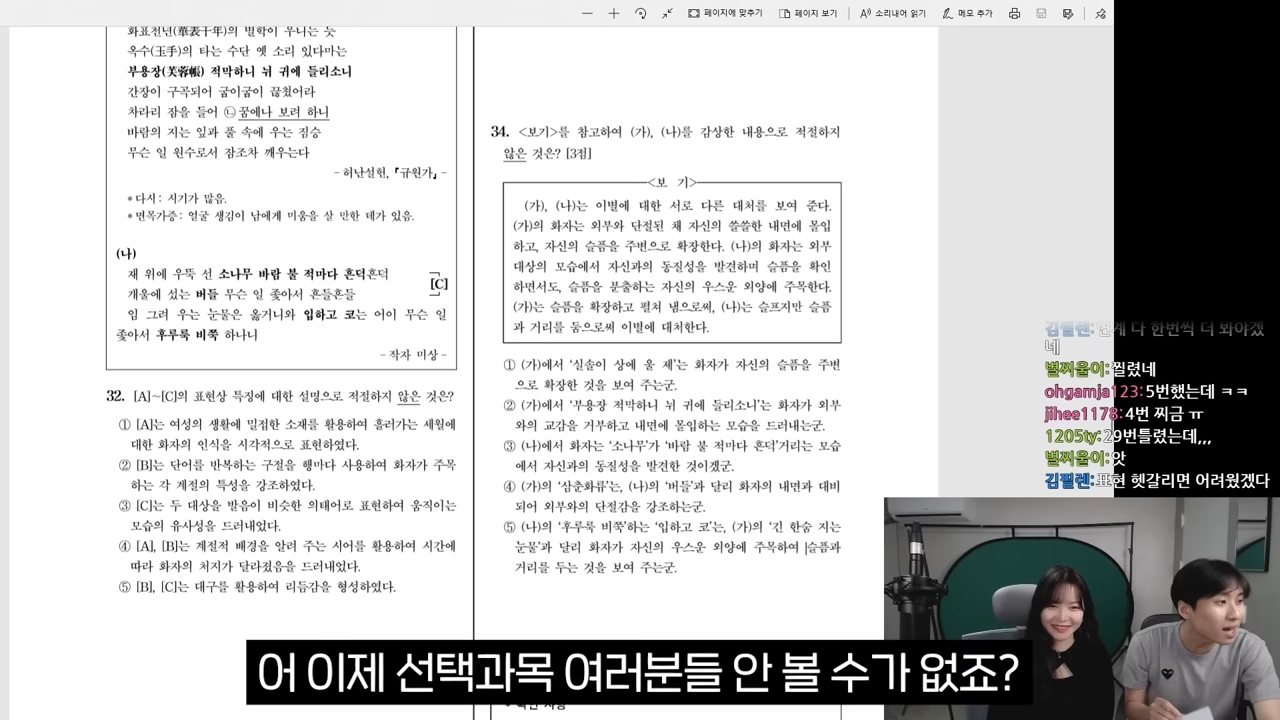 페이지에 맞추기
페이지 보기
소리내어 읽기
메모 추가
화표천년(華表千年)의 별학이 우니는 듯
옥수(玉手)의 타는 수단 옛 소리 있다마는
부용장(芙蓉帳) 적막하니 뉘 귀에 들리소니
간장이 구곡되어 굽이굽이 끊쳤어라
차라리 잠을 들어 ㉡꿈에나 보려 하니
바람의 지는 잎과 풀 속에 우는 짐승
무슨 일 원수로서 잠조차 깨우는다
- 허난설헌, 「규원가」 -
* 다시 : 시기가 많음.
* 면목가증 : 얼굴 생김이 남에게 미움을 살 만한 데가 있음.
(나)
재 위에 우뚝 선 소나무 바람 불 적마다 흔덕흔덕
개울에 섰는 버들 무슨 일 좇아서 흔들흔들
[C]
임 그려 우는 눈물은 옳거니와 입하고 코는 어이 무슨 일
좇아서 후루룩 비쭉 하나니
- 작자 미상 -
32. [A]~[C]의 표현상 특징에 대한 설명으로 적절하지 않은 것은?
① [A]는 여성의 생활에 밀접한 소재를 활용하여 흘러가는 세월에
대한 화자의 인식을 시각적으로 표현하였다.
② [B]는 단어를 반복하는 구절을 행마다 사용하여 화자가 주목
하는 각 계절의 특성을 강조하였다.
③ [C]는 두 대상을 발음이 비슷한 의태어로 표현하여 움직이는
모습의 유사성을 드러내었다.
④ [A], [B]는 계절적 배경을 알려 주는 시어를 활용하여 시간에
따라 화자의 처지가 달라졌음을 드러내었다.
⑤ [B], [C]는 대구를 활용하여 리듬감을 형성하였다.
34. <보기>를 참고하여 (가), (나)를 감상한 내용으로 적절하지
않은 것은? [3점]
<보 기>
(가), (나)는 이별에 대한 서로 다른 대처를 보여 준다.
(가)의 화자는 외부와 단절된 채 자신의 쓸쓸한 내면에 몰입
하고, 자신의 슬픔을 주변으로 확장한다. (나)의 화자는 외부
대상의 모습에서 자신과의 동질성을 발견하며 슬픔을 확인
하면서도, 슬픔을 분출하는 자신의 우스운 외양에 주목한다.
(가)는 슬픔을 확장하고 펼쳐 냄으로써, (나)는 슬프지만 슬픔
과 거리를 둠으로써 이별에 대처한다.
① (가)에서 ‘실솔이 상에 울 제’는 화자가 자신의 슬픔을 주변
으로 확장한 것을 보여 주는군.
② (가)에서 ‘부용장 적막하니 뉘 귀에 들리소니’는 화자가 외부
와의 교감을 거부하고 내면에 몰입하는 모습을 드러내는군.
③ (나)에서 화자는 ‘소나무’가 ‘바람 불 적마다 흔덕’거리는 모습
에서 자신과의 동질성을 발견한 것이겠군.
④ (가)의 ‘삼춘화류’는, (나)의 ‘버들’과 달리 화자의 내면과 대비
되어 외부와의 단절감을 강조하는군.
⑤ (나)의 ‘후루룩 비쭉’하는 ‘입하고 코’는, (가)의 ‘긴 한숨 지는
눈물’과 달리 화자가 자신의 우스운 외양에 주목하여 슬픔과
거리를 두는 것을 보여 주는군.
김펄렌: 다 한번씩 더 봐야겠
네
별찌울이: 찔렸네
ohgamja123: 5번했는데 ㅋㅋ
jihee1178: 4번 찌금 ㅠ
1205ty: 29번틀렸는데,,,
별찌울이: 앗
김펄렌: 표현 헷갈리면 어려웠겠다
어 이제 선택과목 여러분들 안 볼 수가 없죠?